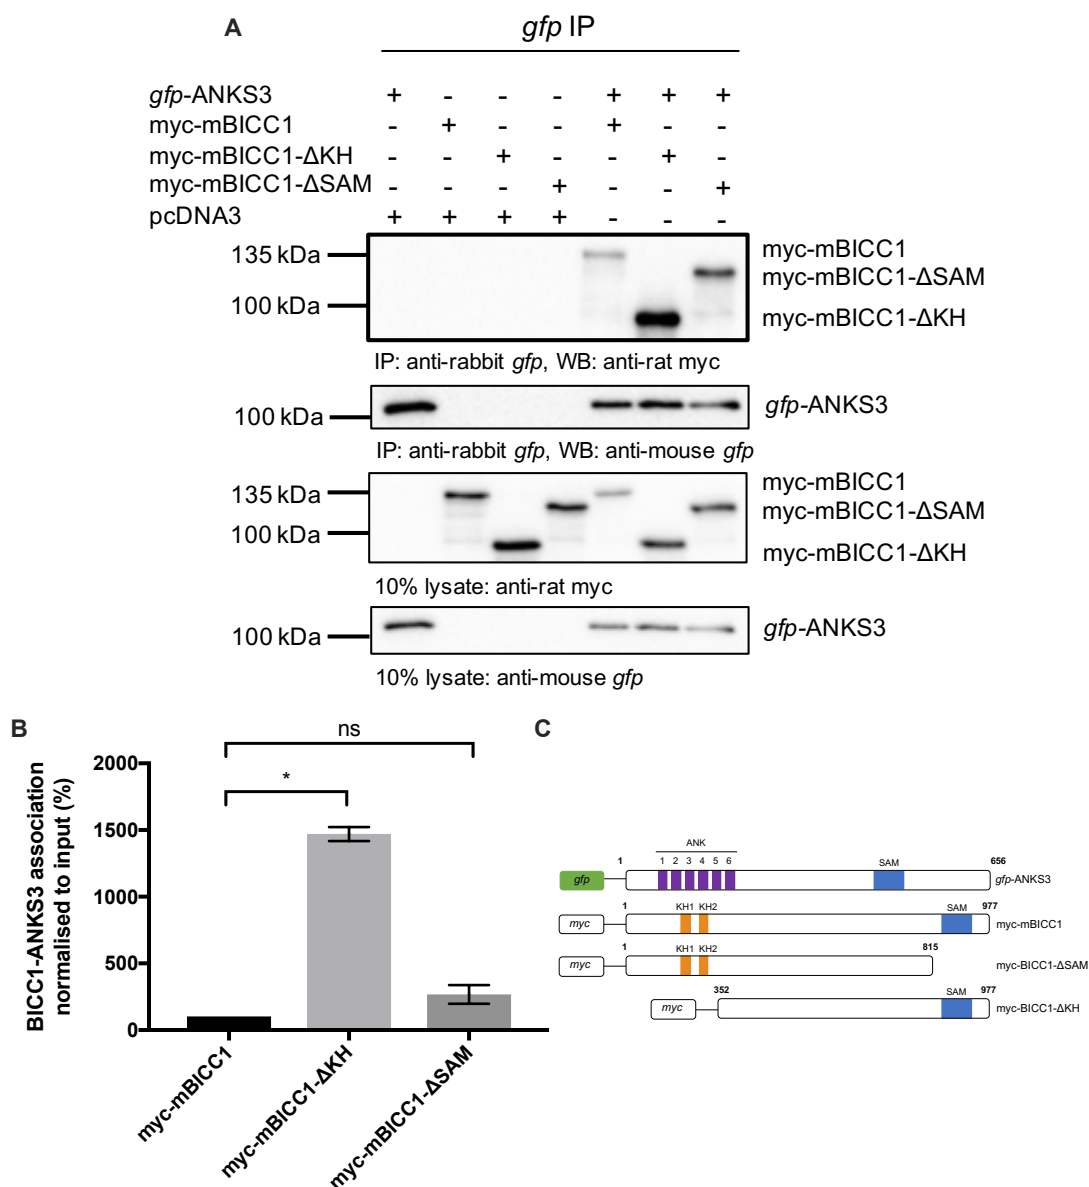 A
gfp IP
gfp-ANKS3 + - - - + + +
myc-mBICC1 - + - - + - -
myc-mBICC1-ΔKH - - + - - + -
myc-mBICC1-ΔSAM - - - + - - +
pcDNA3 + + + + - - -
135 kDa
100 kDa
myc-mBICC1
myc-mBICC1-ΔSAM
myc-mBICC1-ΔKH
IP: anti-rabbit gfp, WB: anti-rat myc
100 kDa
gfp-ANKS3
IP: anti-rabbit gfp, WB: anti-mouse gfp
135 kDa
100 kDa
myc-mBICC1
myc-mBICC1-ΔSAM
myc-mBICC1-ΔKH
10% lysate: anti-rat myc
100 kDa
gfp-ANKS3
10% lysate: anti-mouse gfp
B
BICC1-ANKS3 association
normalised to input (%)
2000
1500
1000
500
0
ns
*
myc-mBICC1
myc-mBICC1-ΔKH
myc-mBICC1-ΔSAM
C
ANK
1 1 2 3 4 5 6 SAM 656
gfp gfp-ANKS3
1 KH1 KH2 SAM 977
myc myc-mBICC1
1 KH1 KH2 815
myc myc-BICC1-ΔSAM
352 SAM 977
myc myc-BICC1-ΔKH